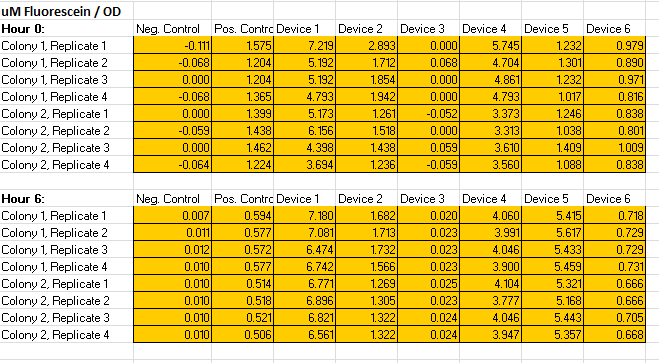 uM Fluorescein / OD
Hour 0: Neg. Control Pos. Contrc Device 1 Device 2 Device 3 Device 4 Device 5 Device 6
Colony 1, Replicate 1 -0.111 1.575 7.219 2.893 0.000 5.745 1.232 0.979
Colony 1, Replicate 2 -0.068 1.204 5.192 1.712 0.068 4.704 1.301 0.890
Colony 1, Replicate 3 0.000 1.204 5.192 1.854 0.000 4.861 1.232 0.971
Colony 1, Replicate 4 -0.068 1.365 4.793 1.942 0.000 4.793 1.017 0.816
Colony 2, Replicate 1 0.000 1.399 5.173 1.261 -0.052 3.373 1.246 0.838
Colony 2, Replicate 2 -0.059 1.438 6.156 1.518 0.000 3.313 1.038 0.801
Colony 2, Replicate 3 0.000 1.462 4.398 1.438 0.059 3.610 1.409 1.009
Colony 2, Replicate 4 -0.064 1.224 3.694 1.236 -0.059 3.560 1.088 0.838
Hour 6: Neg. Control Pos. Contrc Device 1 Device 2 Device 3 Device 4 Device 5 Device 6
Colony 1, Replicate 1 0.007 0.594 7.180 1.682 0.020 4.060 5.415 0.718
Colony 1, Replicate 2 0.011 0.577 7.081 1.713 0.023 3.991 5.617 0.729
Colony 1, Replicate 3 0.012 0.572 6.474 1.732 0.023 4.046 5.433 0.729
Colony 1, Replicate 4 0.010 0.577 6.742 1.566 0.023 3.900 5.459 0.731
Colony 2, Replicate 1 0.010 0.514 6.771 1.269 0.025 4.104 5.321 0.666
Colony 2, Replicate 2 0.010 0.518 6.896 1.305 0.023 3.777 5.168 0.666
Colony 2, Replicate 3 0.010 0.521 6.821 1.322 0.024 4.046 5.443 0.705
Colony 2, Replicate 4 0.010 0.506 6.561 1.322 0.024 3.947 5.357 0.668